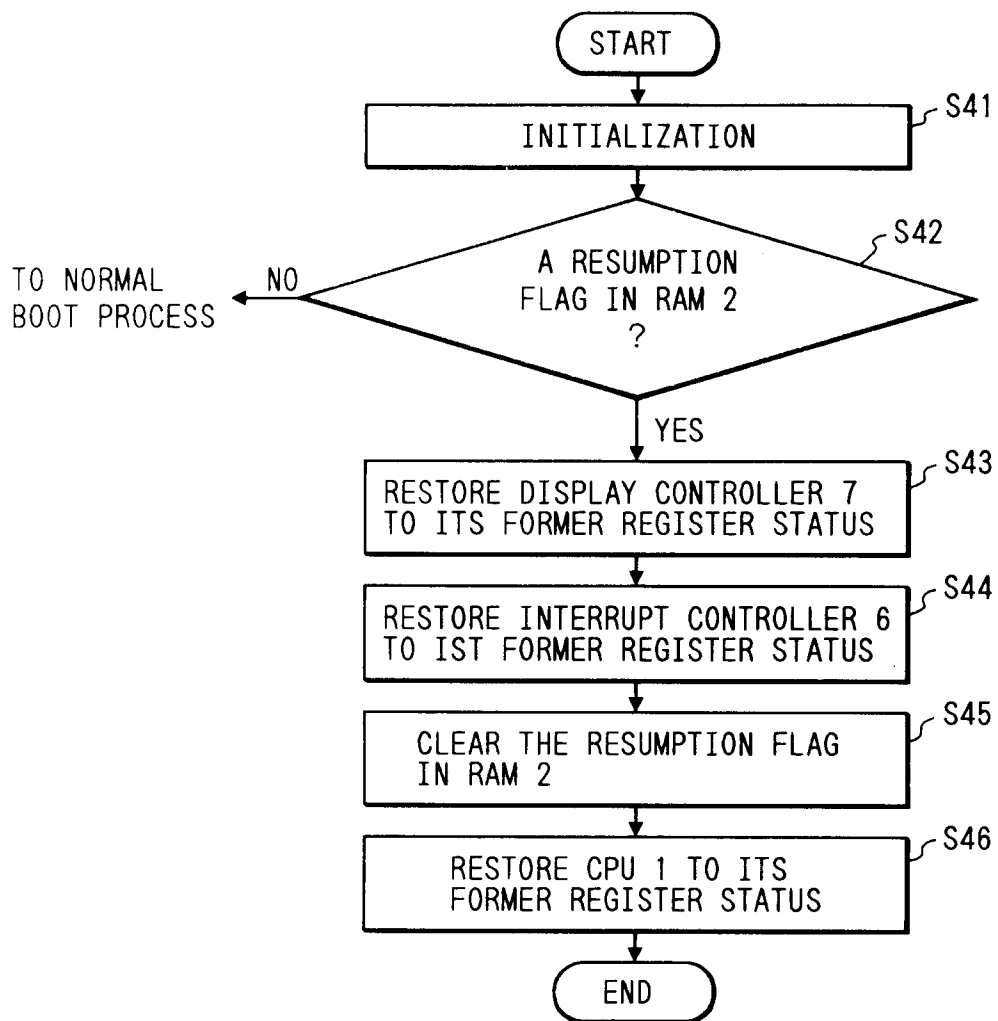 START
S41
INITIALIZATION
S42
A RESUMPTION
FLAG IN RAM 2
?
NO
TO NORMAL
BOOT PROCESS
YES
S43
RESTORE DISPLAY CONTROLLER 7
TO ITS FORMER REGISTER STATUS
S44
RESTORE INTERRUPT CONTROLLER 6
TO IST FORMER REGISTER STATUS
S45
CLEAR THE RESUMPTION FLAG
IN RAM 2
S46
RESTORE CPU 1 TO ITS
FORMER REGISTER STATUS
END